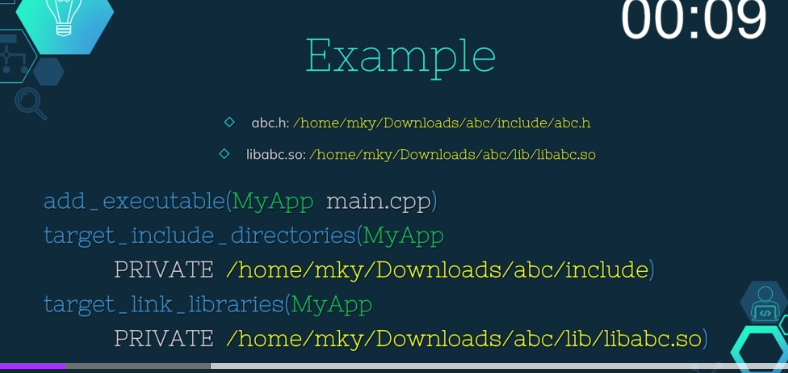 00:09
Example
abc.h: /home/mky/Downloads/abc/include/abc.h
libabc.so: /home/mky/Downloads/abc/lib/libabc.so
add_executable(MyApp main.cpp)
target_include_directories(MyApp
PRIVATE /home/mky/Downloads/abc/include)
target_link_libraries(MyApp
PRIVATE /home/mky/Downloads/abc/lib/libabc.so)